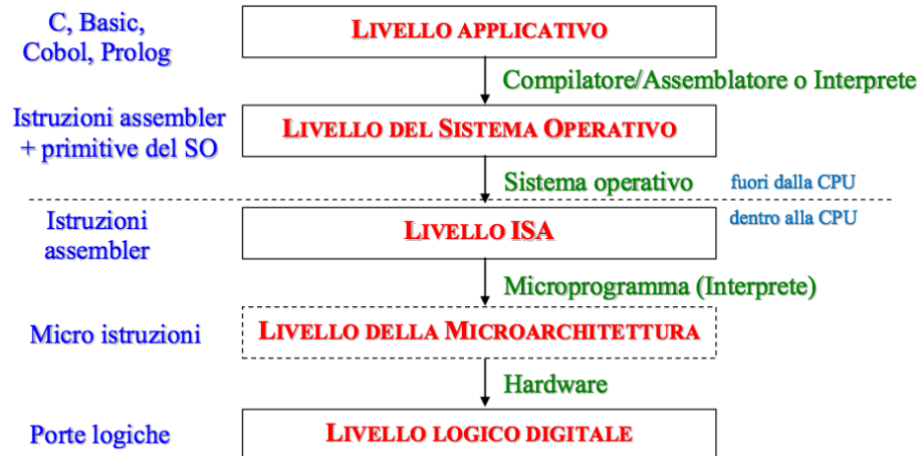 C, Basic,
Cobol, Prolog
LIVELLO APPLICATIVO
Compilatore/Assemblatore o Interprete
Istruzioni assembler
+ primitive del SO
LIVELLO DEL SISTEMA OPERATIVO
Sistema operativo
fuori dalla CPU
dentro alla CPU
Istruzioni
assembler
LIVELLO ISA
Microprogramma (Interprete)
Micro istruzioni
LIVELLO DELLA MICROARCHITETTURA
Hardware
Porte logiche
LIVELLO LOGICO DIGITALE